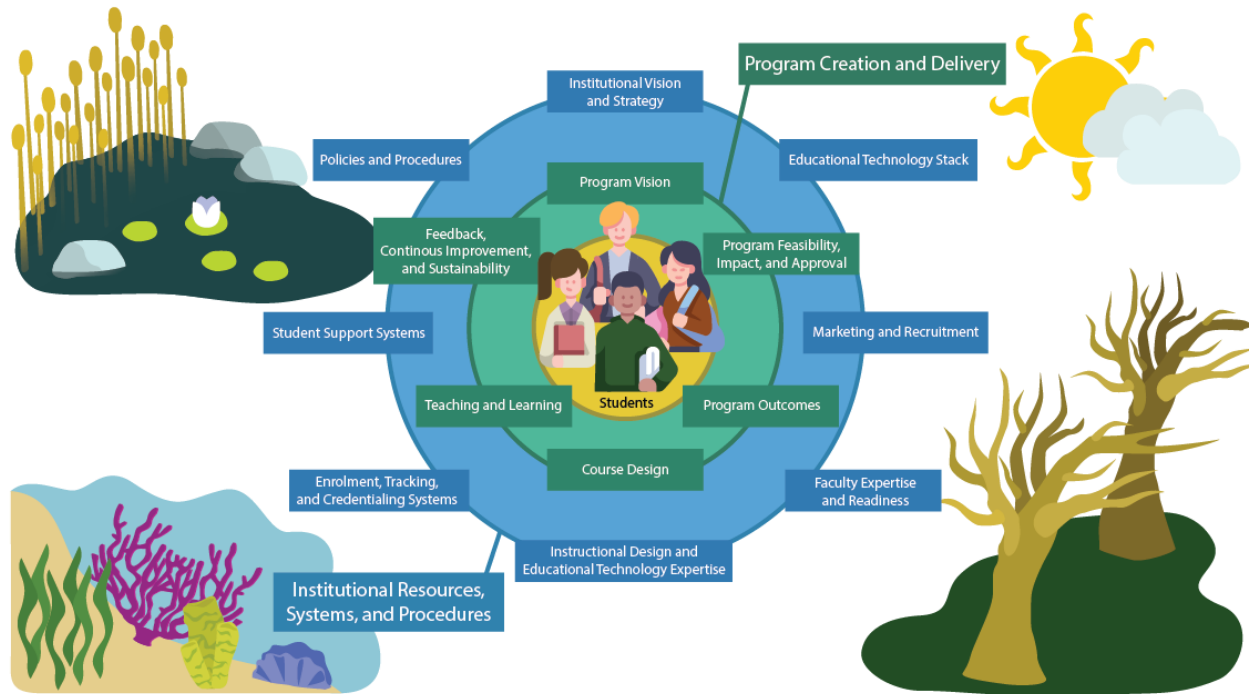 Program Creation and Delivery
Institutional Vision
and Strategy
Policies and Procedures
Educational Technology Stack
Program Vision
Feedback,
Continous Improvement,
and Sustainability
Program Feasibility,
Impact, and Approval
Student Support Systems
Marketing and Recruitment
Teaching and Learning
Students
Program Outcomes
Course Design
Enrolment, Tracking,
and Credentialing Systems
Faculty Expertise
and Readiness
Instructional Design and
Educational Technology Expertise
Institutional Resources,
Systems, and Procedures